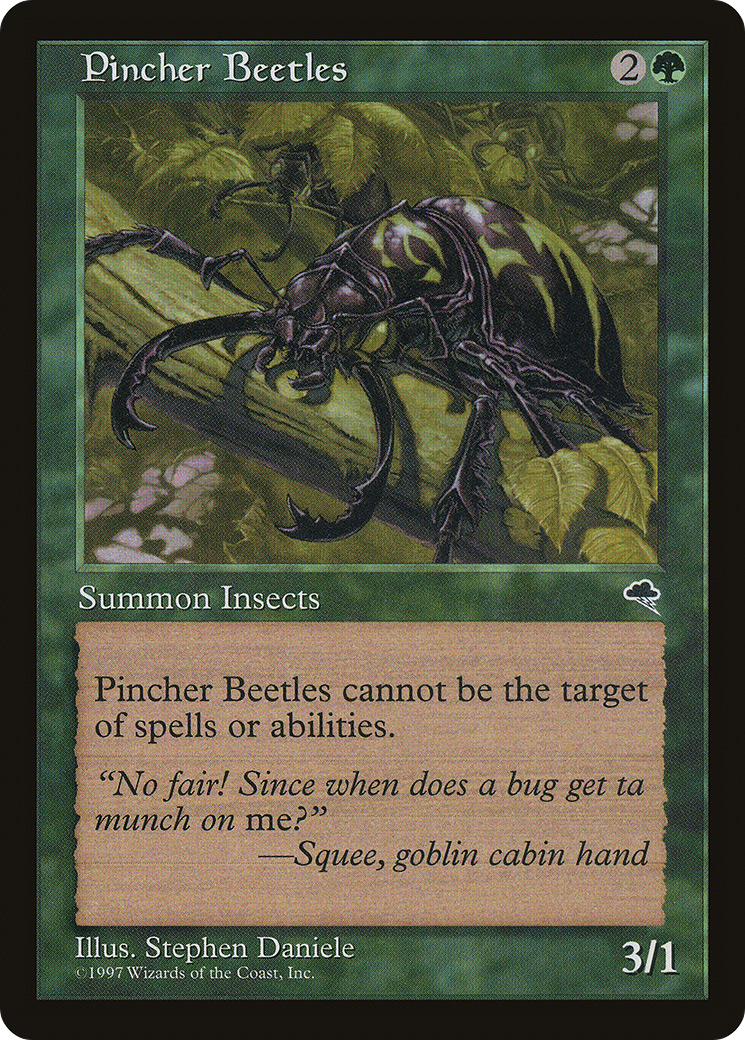 Pincher Beetles 2
Summon Insects
Pincher Beetles cannot be the target
of spells or abilities.
“No fair! Since when does a bug get ta
munch on me?”
—Squee, goblin cabin hand
Illus. Stephen Daniele
©1997 Wizards of the Coast, Inc.
3/1